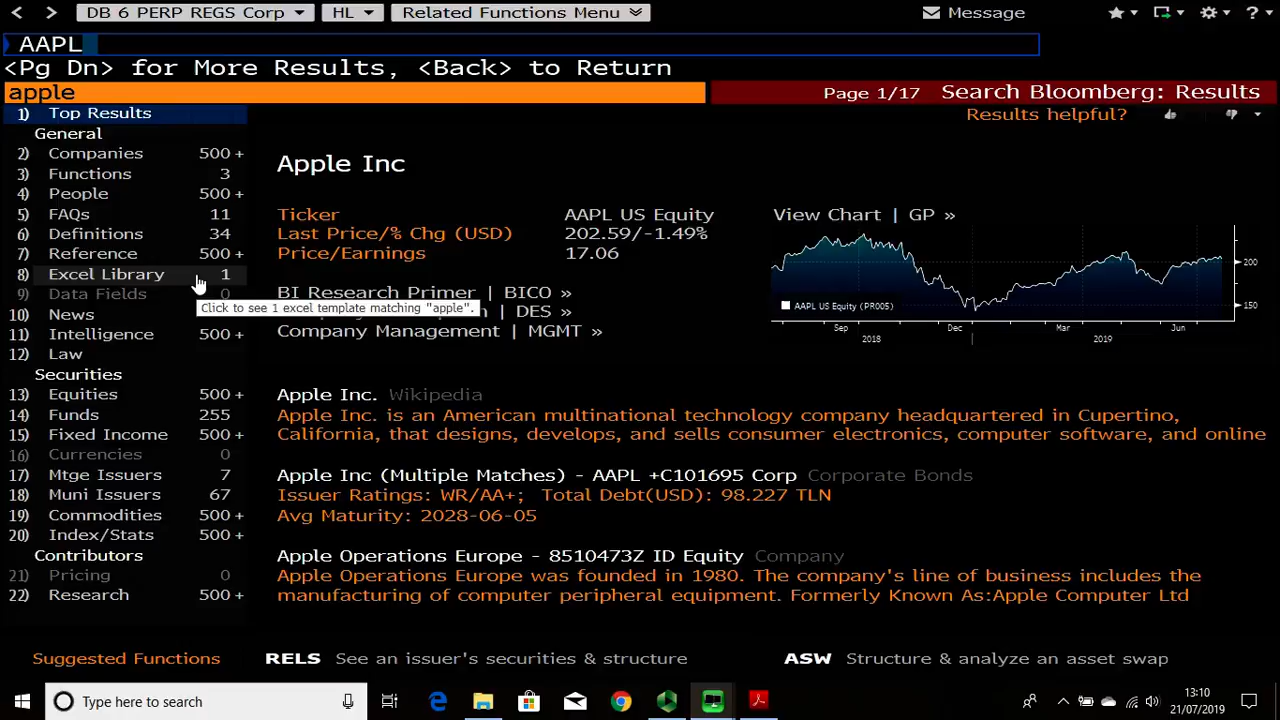 DB 6 PERP REGS Corp HL Related Functions Menu Message ?
AAPL
<Pg Dn> for More Results, <Back> to Return
apple Page 1/17 Search Bloomberg: Results
Results helpful?
1) Top Results
General
2) Companies 500 +
3) Functions 3
4) People 500 +
5) FAQs 11
6) Definitions 34
7) Reference 500 +
8) Excel Library 1
9) Data Fields 0
10) News
11) Intelligence 500 +
12) Law
Securities
13) Equities 500 +
14) Funds 255
15) Fixed Income 500 +
16) Currencies 0
17) Mtge Issuers 7
18) Muni Issuers 67
19) Commodities 500 +
20) Index/Stats 500 +
Contributors
21) Pricing 0
22) Research 500 +
Click to see 1 excel template matching "apple".
Apple Inc
Ticker AAPL US Equity
Last Price/% Chg (USD) 202.59/-1.49%
Price/Earnings 17.06
BI Research Primer | BICO »
| DES »
Company Management | MGMT »
View Chart | GP »
200
150
AAPL US Equity (PR005)
Sep Dec Mar Jun
2018 2019
Apple Inc. Wikipedia
Apple Inc. is an American multinational technology company headquartered in Cupertino,
California, that designs, develops, and sells consumer electronics, computer software, and online
Apple Inc (Multiple Matches) - AAPL +C101695 Corp Corporate Bonds
Issuer Ratings: WR/AA+; Total Debt(USD): 98.227 TLN
Avg Maturity: 2028-06-05
Apple Operations Europe - 8510473Z ID Equity Company
Apple Operations Europe was founded in 1980. The company's line of business includes the
manufacturing of computer peripheral equipment. Formerly Known As:Apple Computer Ltd
Suggested Functions RELS See an issuer's securities & structure ASW Structure & analyze an asset swap
Type here to search
13:10
21/07/2019